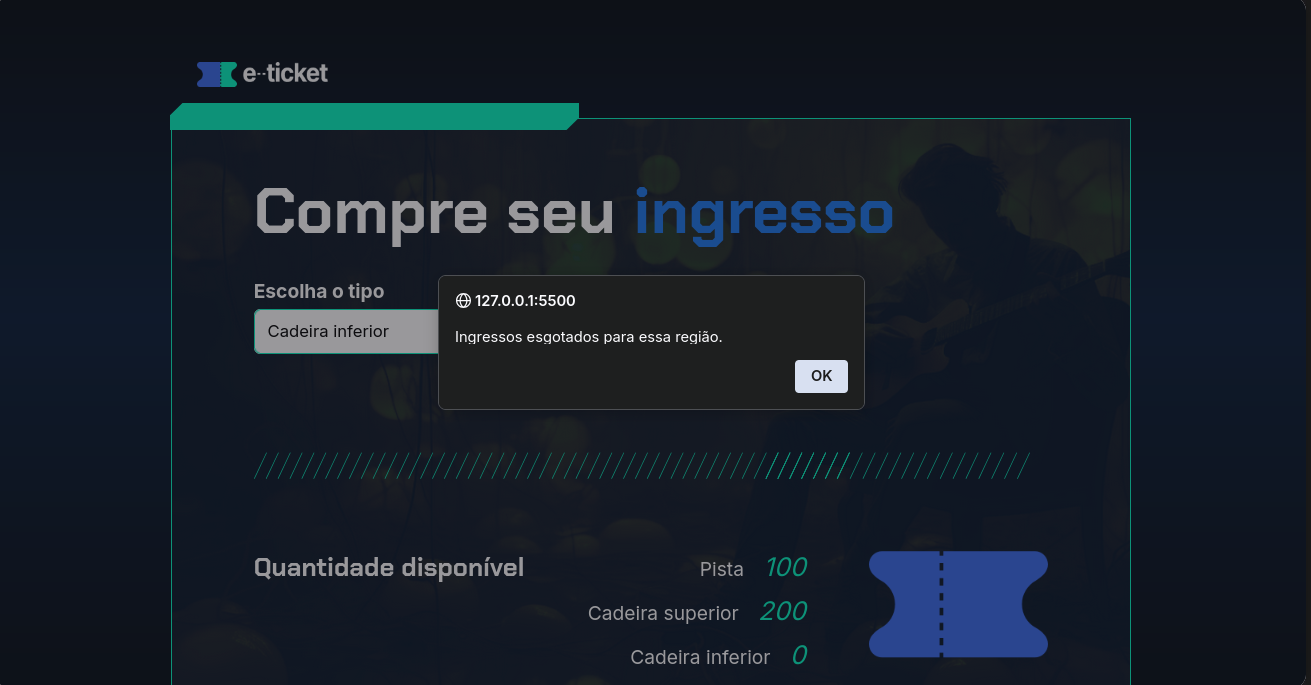 e--ticket
Compre seu ingresso
Escolha o tipo
Cadeira inferior
127.0.0.1:5500
Ingressos esgotados para essa região.
OK
Quantidade disponível
Pista 100
Cadeira superior 200
Cadeira inferior 0